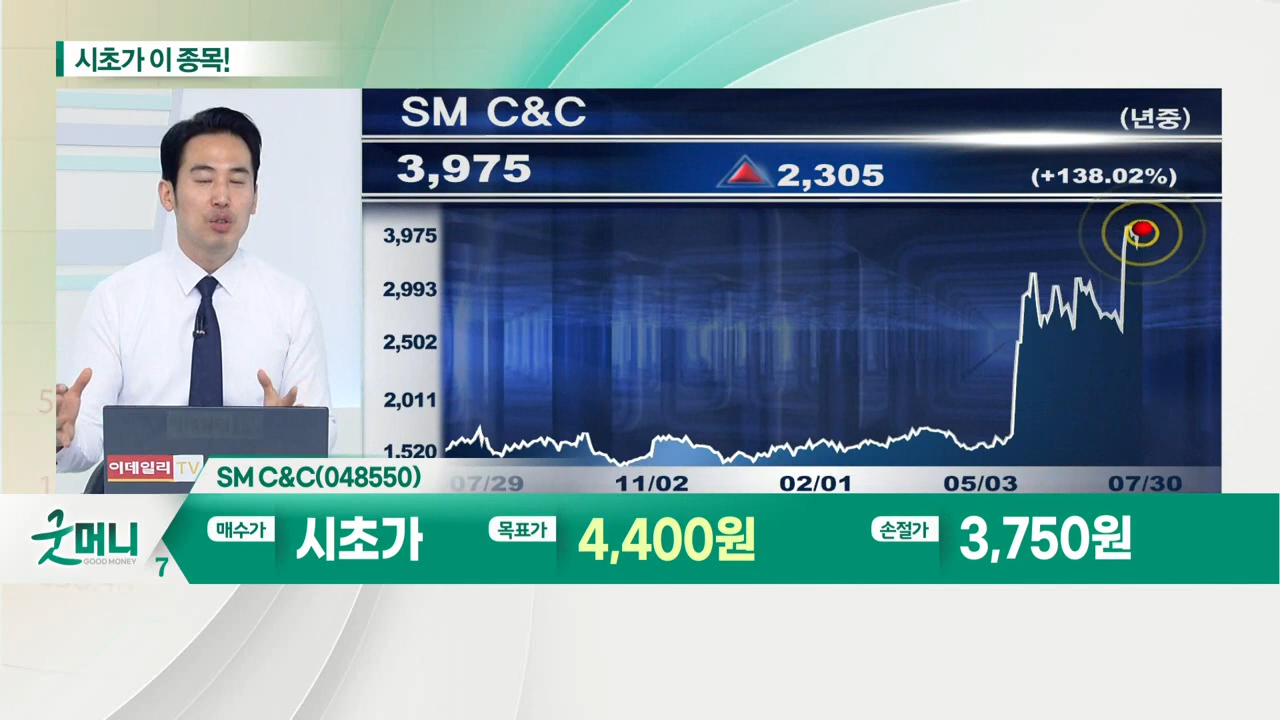 시초가 이 종목!
SM C&C
(년중)
3,975
2,305
(+138.02%)
3,975
2,993
2,502
2,011
1,520
07/29
11/02
02/01
05/03
07/30
이데일리TV
SM C&C(048550)
굿머니
GOOD MONEY
7
매수가
시초가
목표가
4,400원
손절가
3,750원